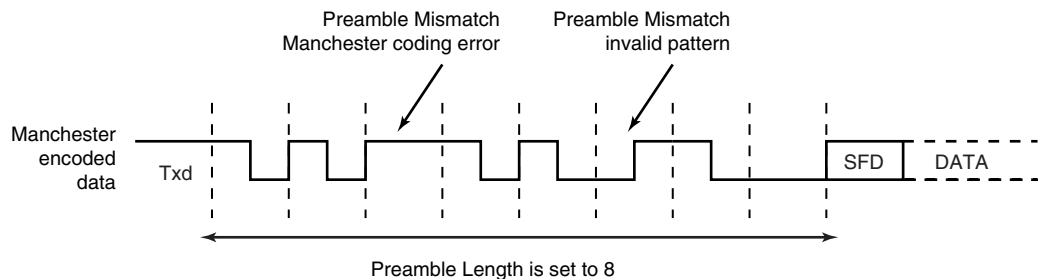 Preamble Mismatch
Manchester coding error
Preamble Mismatch
invalid pattern
Manchester
encoded
data
Txd
SFD
DATA
Preamble Length is set to 8